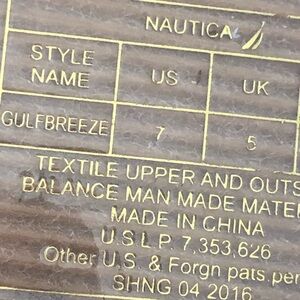 NAUTICA
STYLE NAME US UK
GULFBREEZE 7 5
TEXTILE UPPER AND OUTS
BALANCE MAN MADE MATE
MADE IN CHINA
U.S L P. 7,353,626
Other U.S. & Forgn pats.pen
SHNG 04 2016